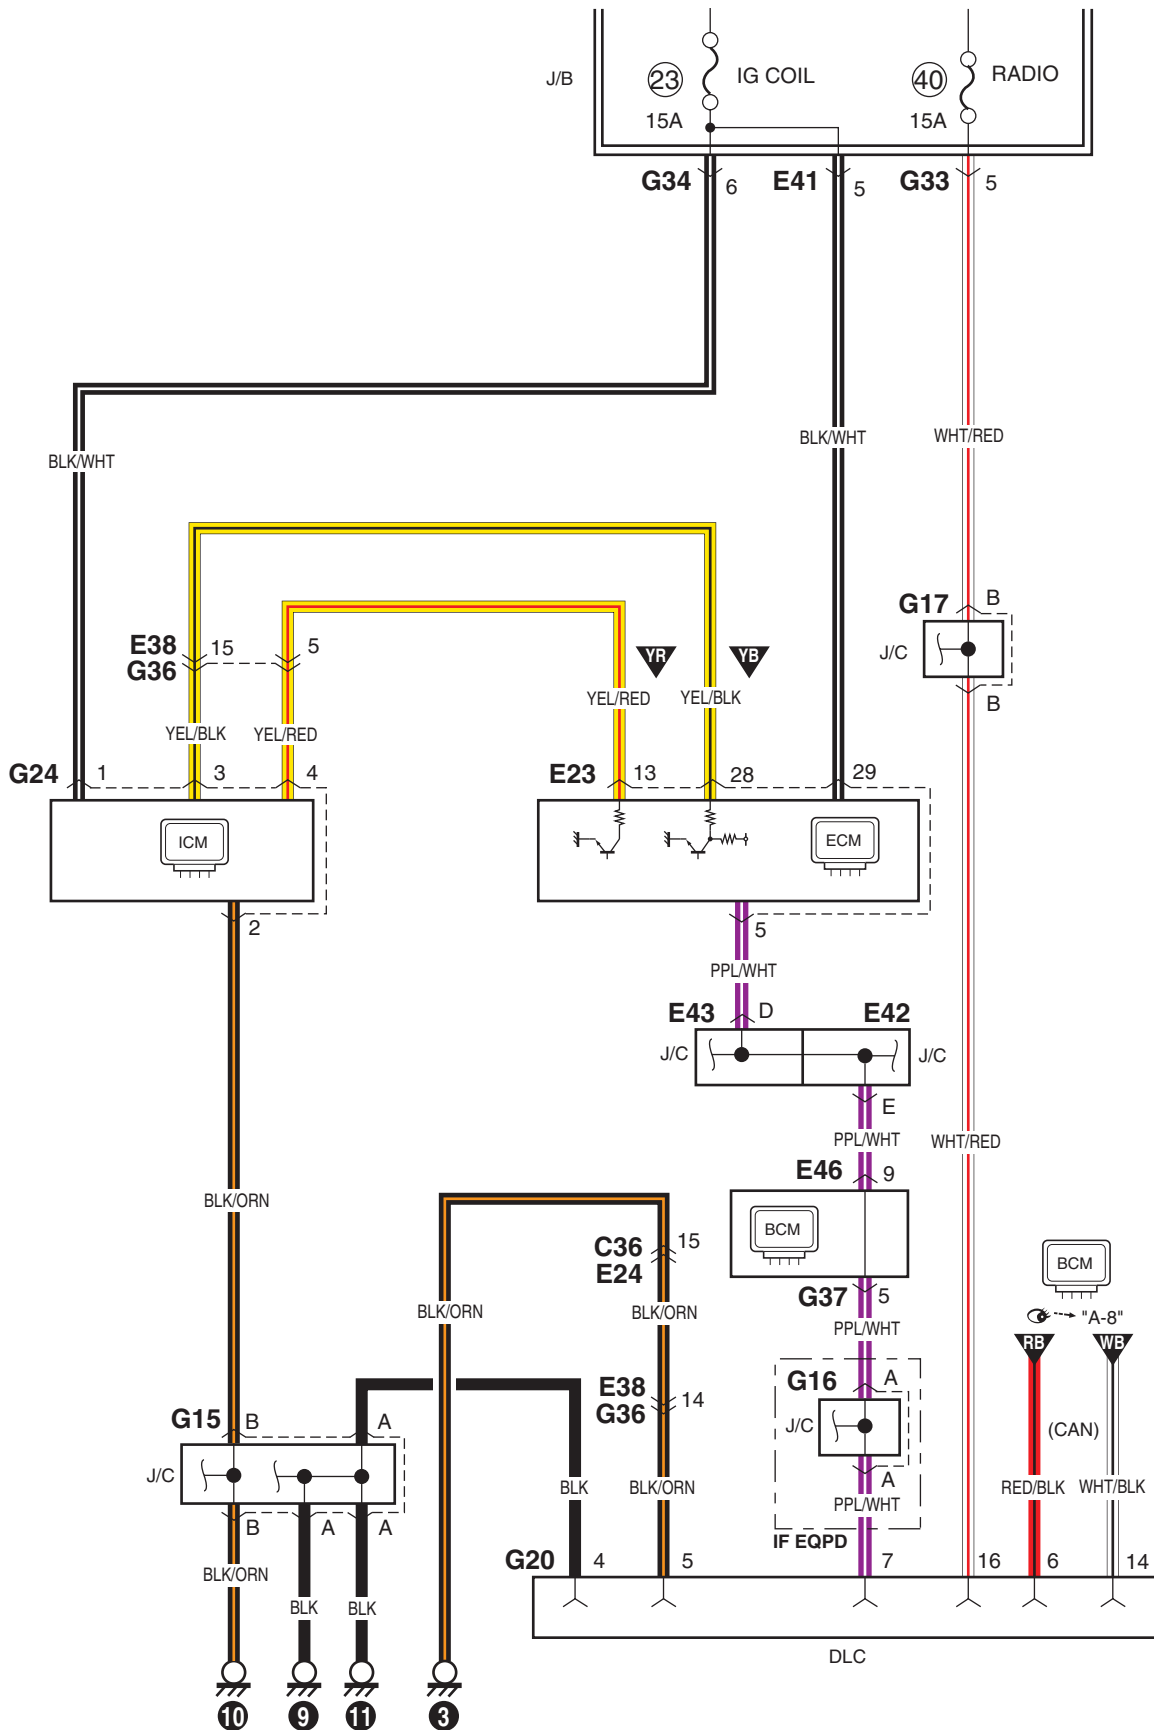 J/B
23
IG COIL
15A
40
RADIO
15A
G34
6
E41
5
G33
5
BLK/WHT
BLK/WHT
WHT/RED
G17
B
J/C
B
E38
15
5
G36
YR
YB
YEL/RED
YEL/BLK
YEL/BLK
YEL/RED
G24
1
3
4
E23
13
28
29
ICM
ECM
2
5
PPL/WHT
E43
D
E42
J/C
J/C
E
PPL/WHT
WHT/RED
E46
9
BLK/ORN
BCM
C36
15
E24
BCM
G37
5
BLK/ORN
BLK/ORN
"A-8"
PPL/WHT
RB
WB
G16
A
E38
14
G36
G15
B
A
J/C
(CAN)
J/C
A
BLK
BLK/ORN
PPL/WHT
RED/BLK
WHT/BLK
B
A
A
IF EQPD
G20
4
5
7
16
6
14
BLK/ORN
BLK
BLK
DLC
10
9
11
3